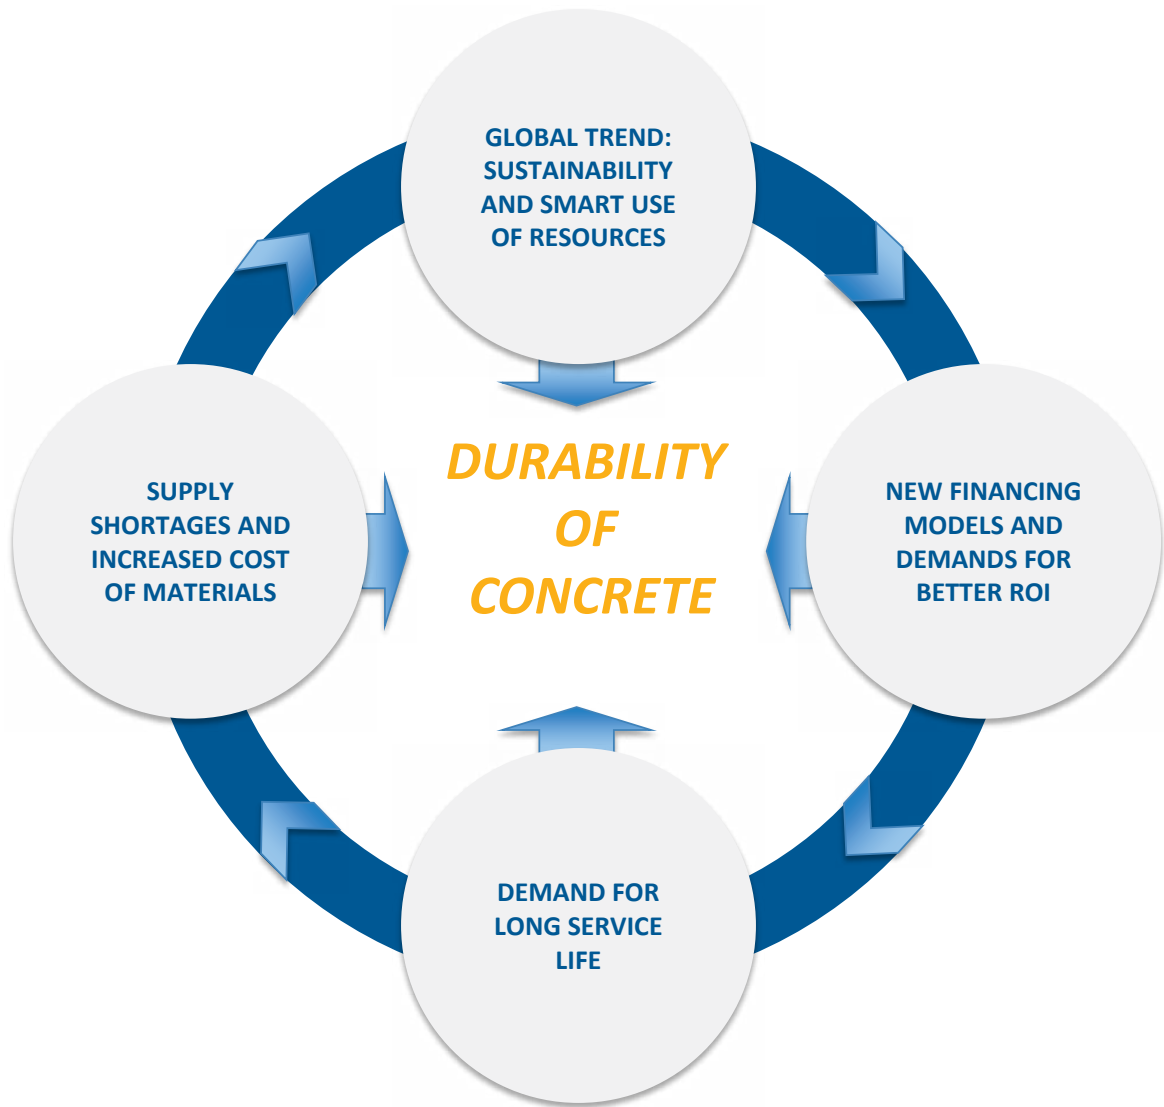 GLOBAL TREND:
SUSTAINABILITY
AND SMART USE
OF RESOURCES
DURABILITY
OF
CONCRETE
SUPPLY
SHORTAGES AND
INCREASED COST
OF MATERIALS
NEW FINANCING
MODELS AND
DEMANDS FOR
BETTER ROI
DEMAND FOR
LONG SERVICE
LIFE